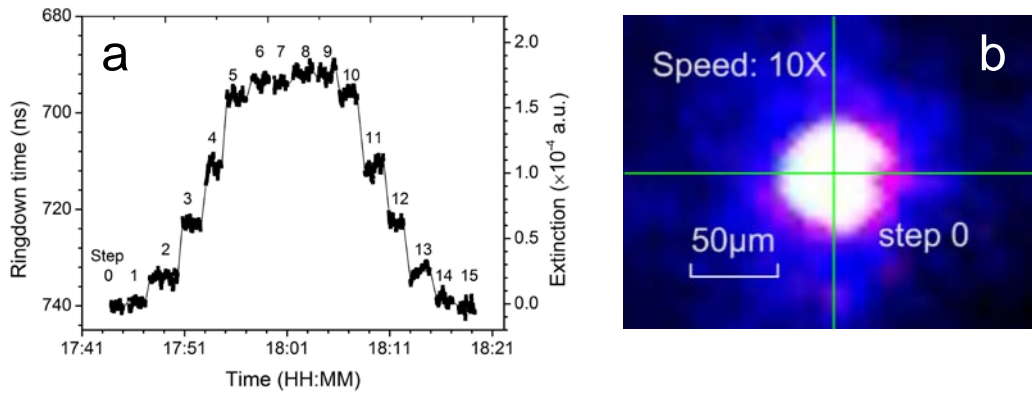 a
680
700
720
740
Ringdown time (ns)
Step
0 1 2 3 4 5 6 7 8 9 10 11 12 13 14 15
2.0
1.5
1.0
0.5
0.0
Extinction (×10⁻⁴ a.u.)
17:41 17:51 18:01 18:11 18:21
Time (HH:MM)
b
Speed: 10X
50µm
step 0